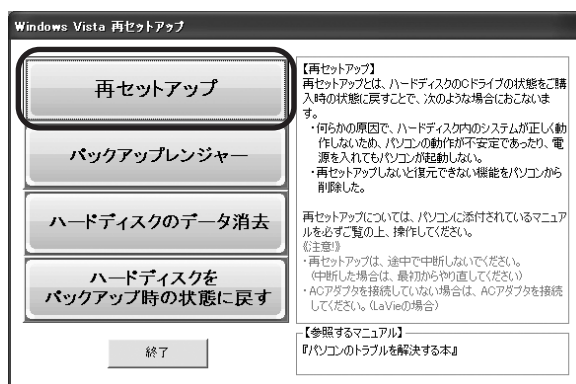 Windows Vista 再セットアップ
再セットアップ
バックアップレンジャー
ハードディスクのデータ消去
ハードディスクを
バックアップ時の状態に戻す
終了
【再セットアップ】
再セットアップとは、ハードディスクのCドライブの状態をご購
入時の状態に戻すことで、次のような場合におこないま
す。
・何らかの原因で、ハードディスク内のシステムが正しく動
作しないため、パソコンの動作が不安定であったり、電
源を入れてもパソコンが起動しない。
・再セットアップしないと復元できない機能をパソコンから
削除した。
再セットアップについては、パソコンに添付されているマニュア
ルを必ずご覧の上、操作してください。
《注意!》
・再セットアップは、途中で中断しないでください。
(中断した場合は、最初からやり直してください)
・ACアダプタを接続していない場合は、ACアダプタを接続
してください。(LaVieの場合)
【参照するマニュアル】
『パソコンのトラブルを解決する本』